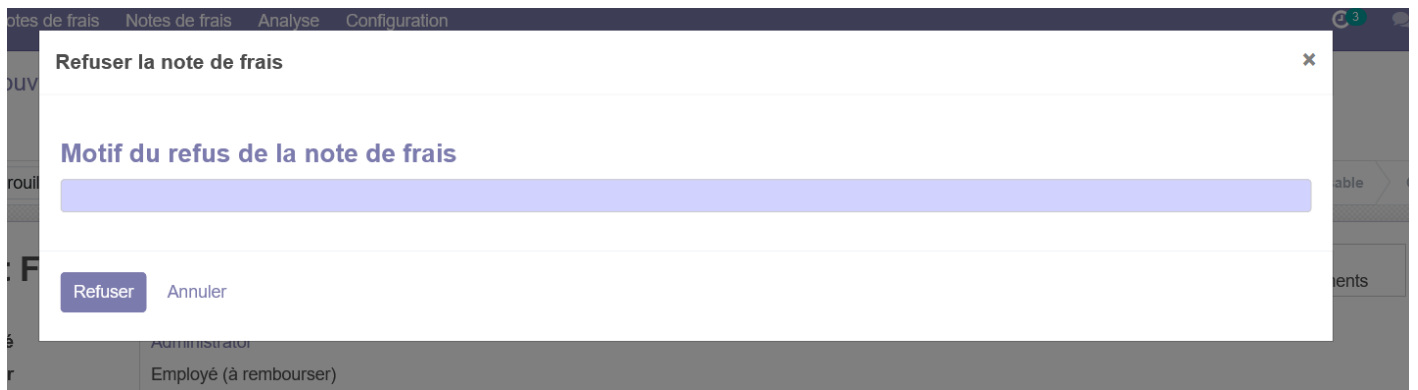 otes de frais Notes de frais Analyse Configuration 3
Refuser la note de frais ×
ouv
Motif du refus de la note de frais
rouil
able
: F
Refuser Annuler
ments
é Administrator
r Employé (à rembourser)